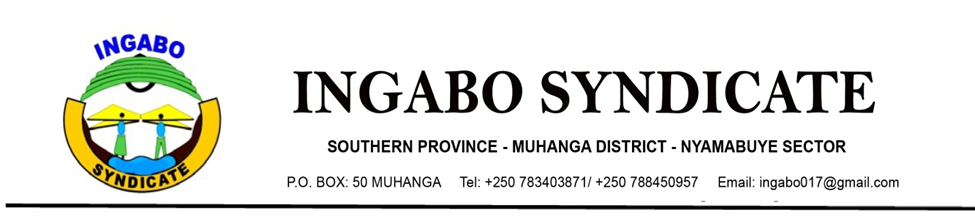 INGABO
SYNDICATE
INGABO SYNDICATE
SOUTHERN PROVINCE - MUHANGA DISTRICT - NYAMABUYE SECTOR
P.O. BOX: 50 MUHANGA Tel: +250 783403871/ +250 788450957 Email: ingabo017@gmail.com